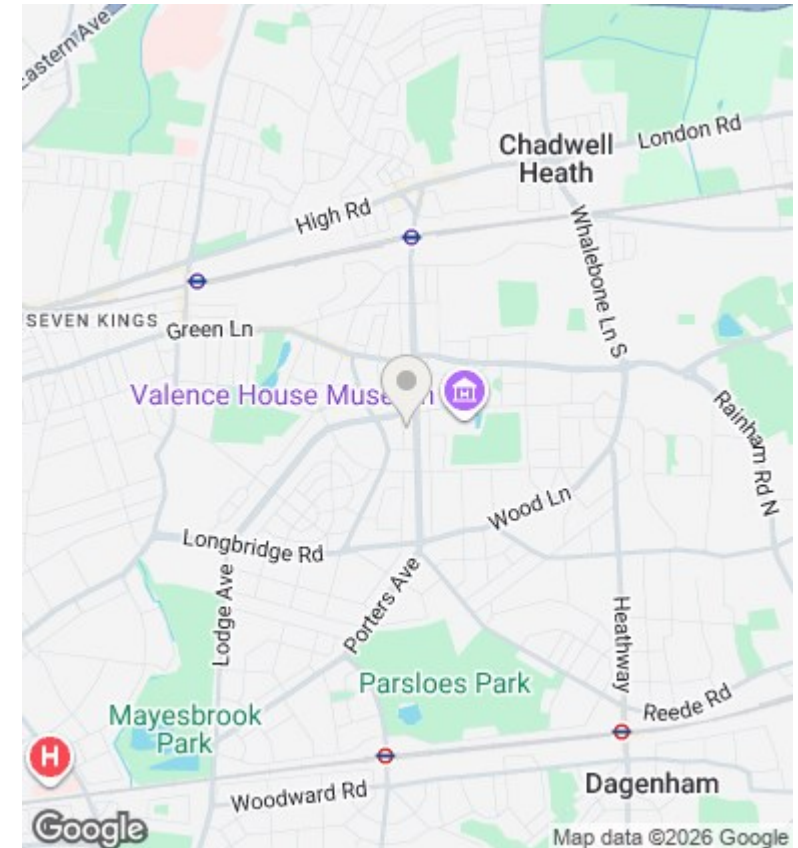 Eastern Ave
Chadwell
Heath
London Rd
High Rd
Whalebone Ln S
SEVEN KINGS
Green Ln
Valence House Museum
Rainham Rd N
Wood Ln
Longbridge Rd
Lodge Ave
Porters Ave
Heathway
Parsloes Park
Reede Rd
Mayesbrook
Park
H
Dagenham
Woodward Rd
Google
Map data ©2026 Google